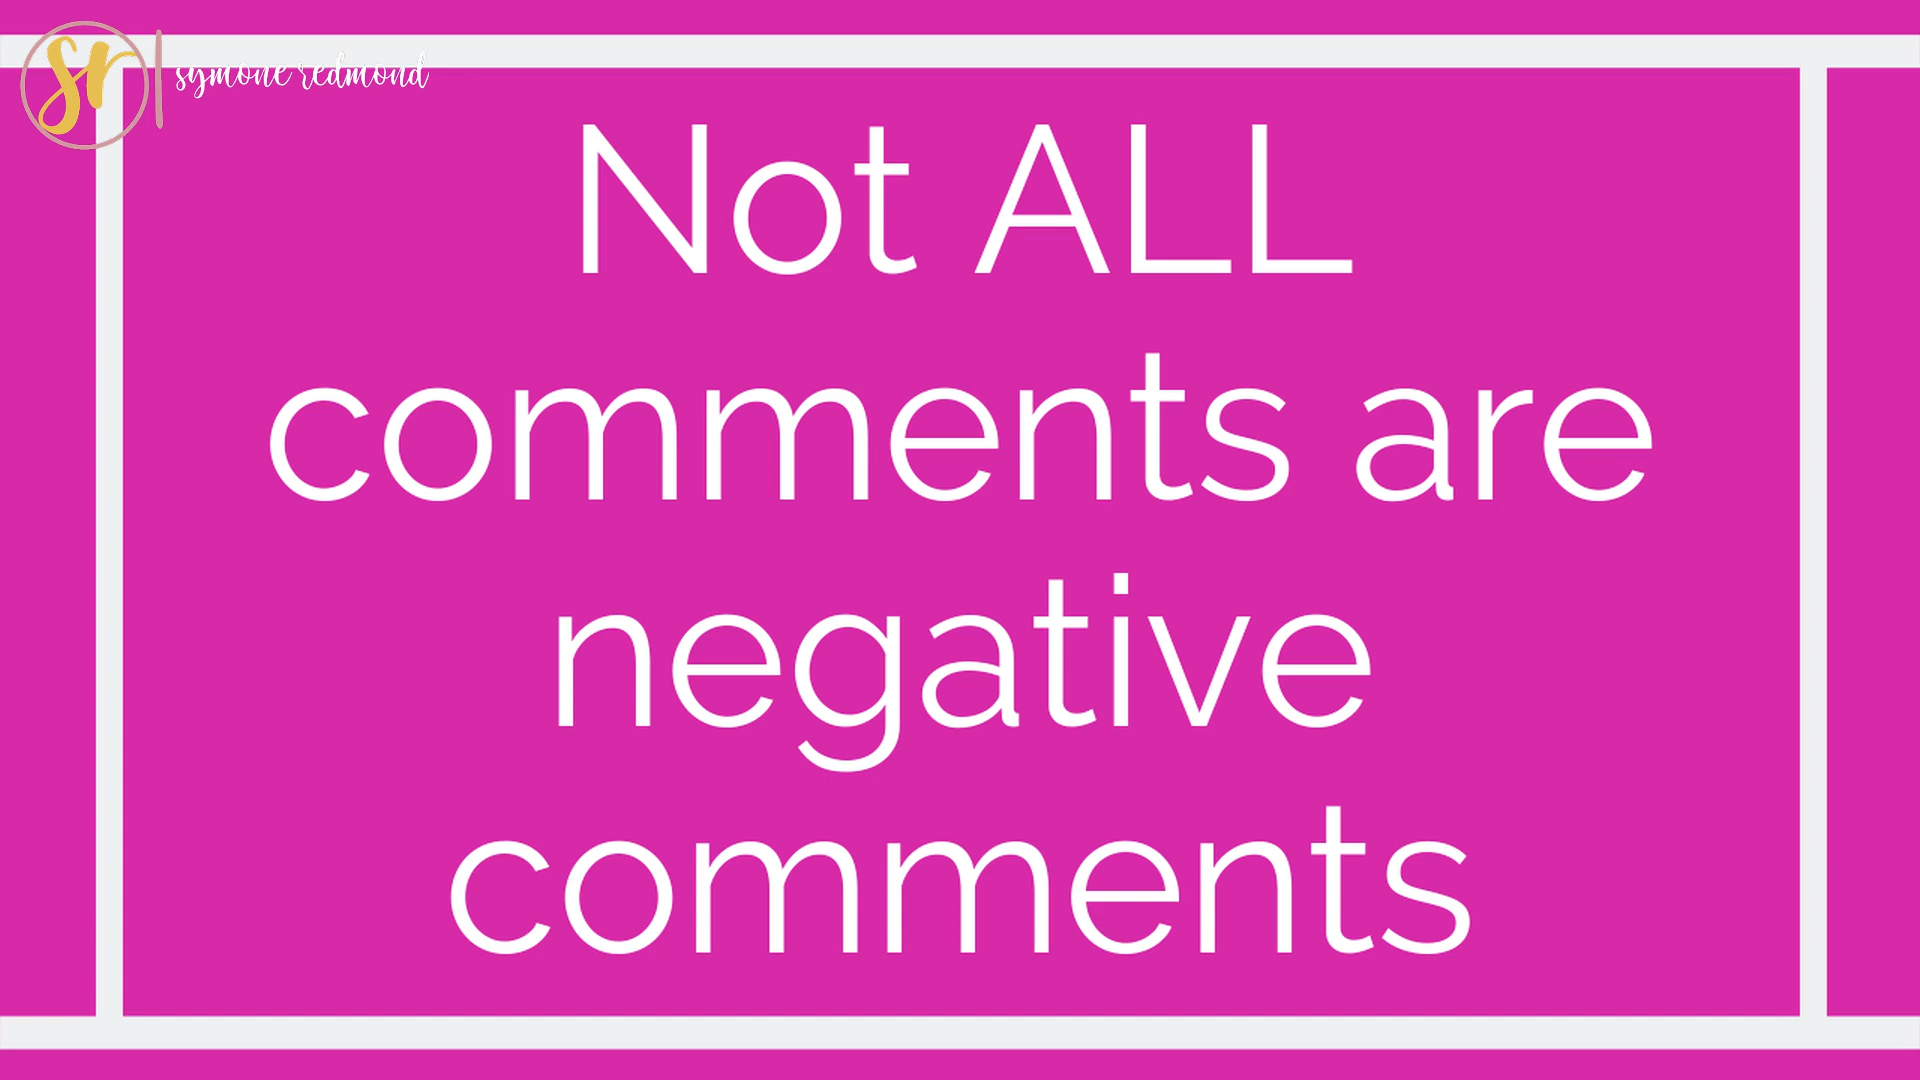 sr
symone redmond
Not ALL
comments are
negative
comments